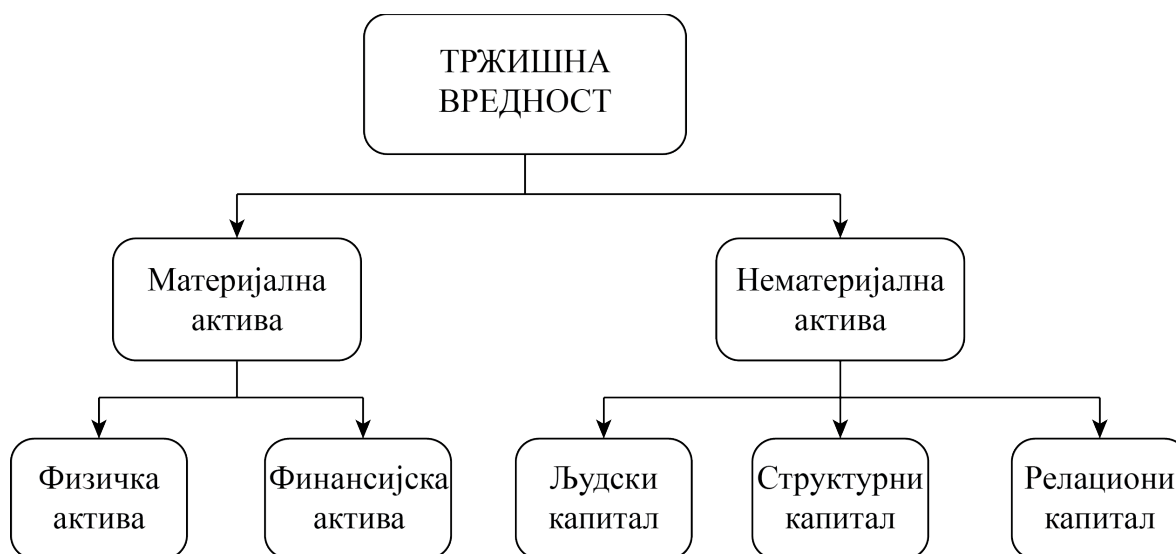 ТРЖИШНА
ВРЕДНОСТ
Материјална
актива
Нематеријална
актива
Физичка
актива
Финансијска
актива
Људски
капитал
Структурни
капитал
Релациони
капитал